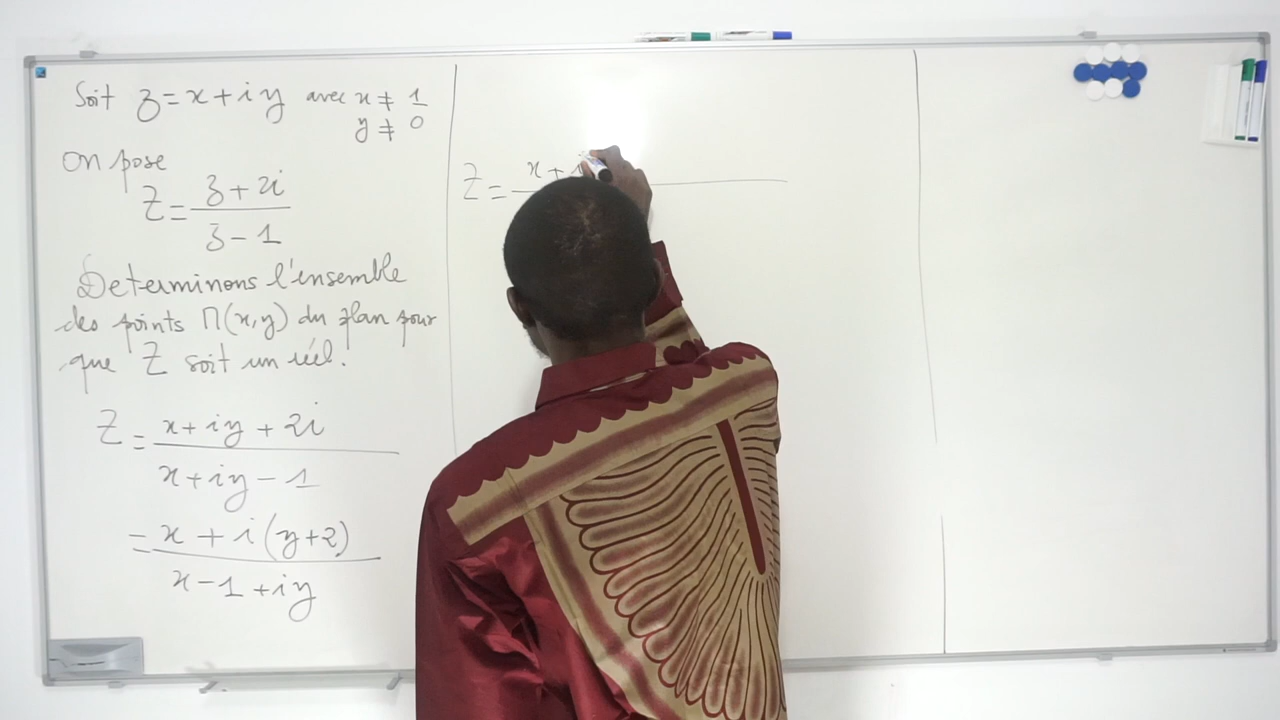 Soit z = x + iy avec x ≠ 1
y ≠ 0
On pose
Z = z + 2i
z - 1
Determinons l'ensemble
des points M(x,y) du plan pour
que Z soit un réel.
Z = x + iy + 2i
x + iy - 1
= x + i(y+2)
x - 1 + iy
Z = x + i